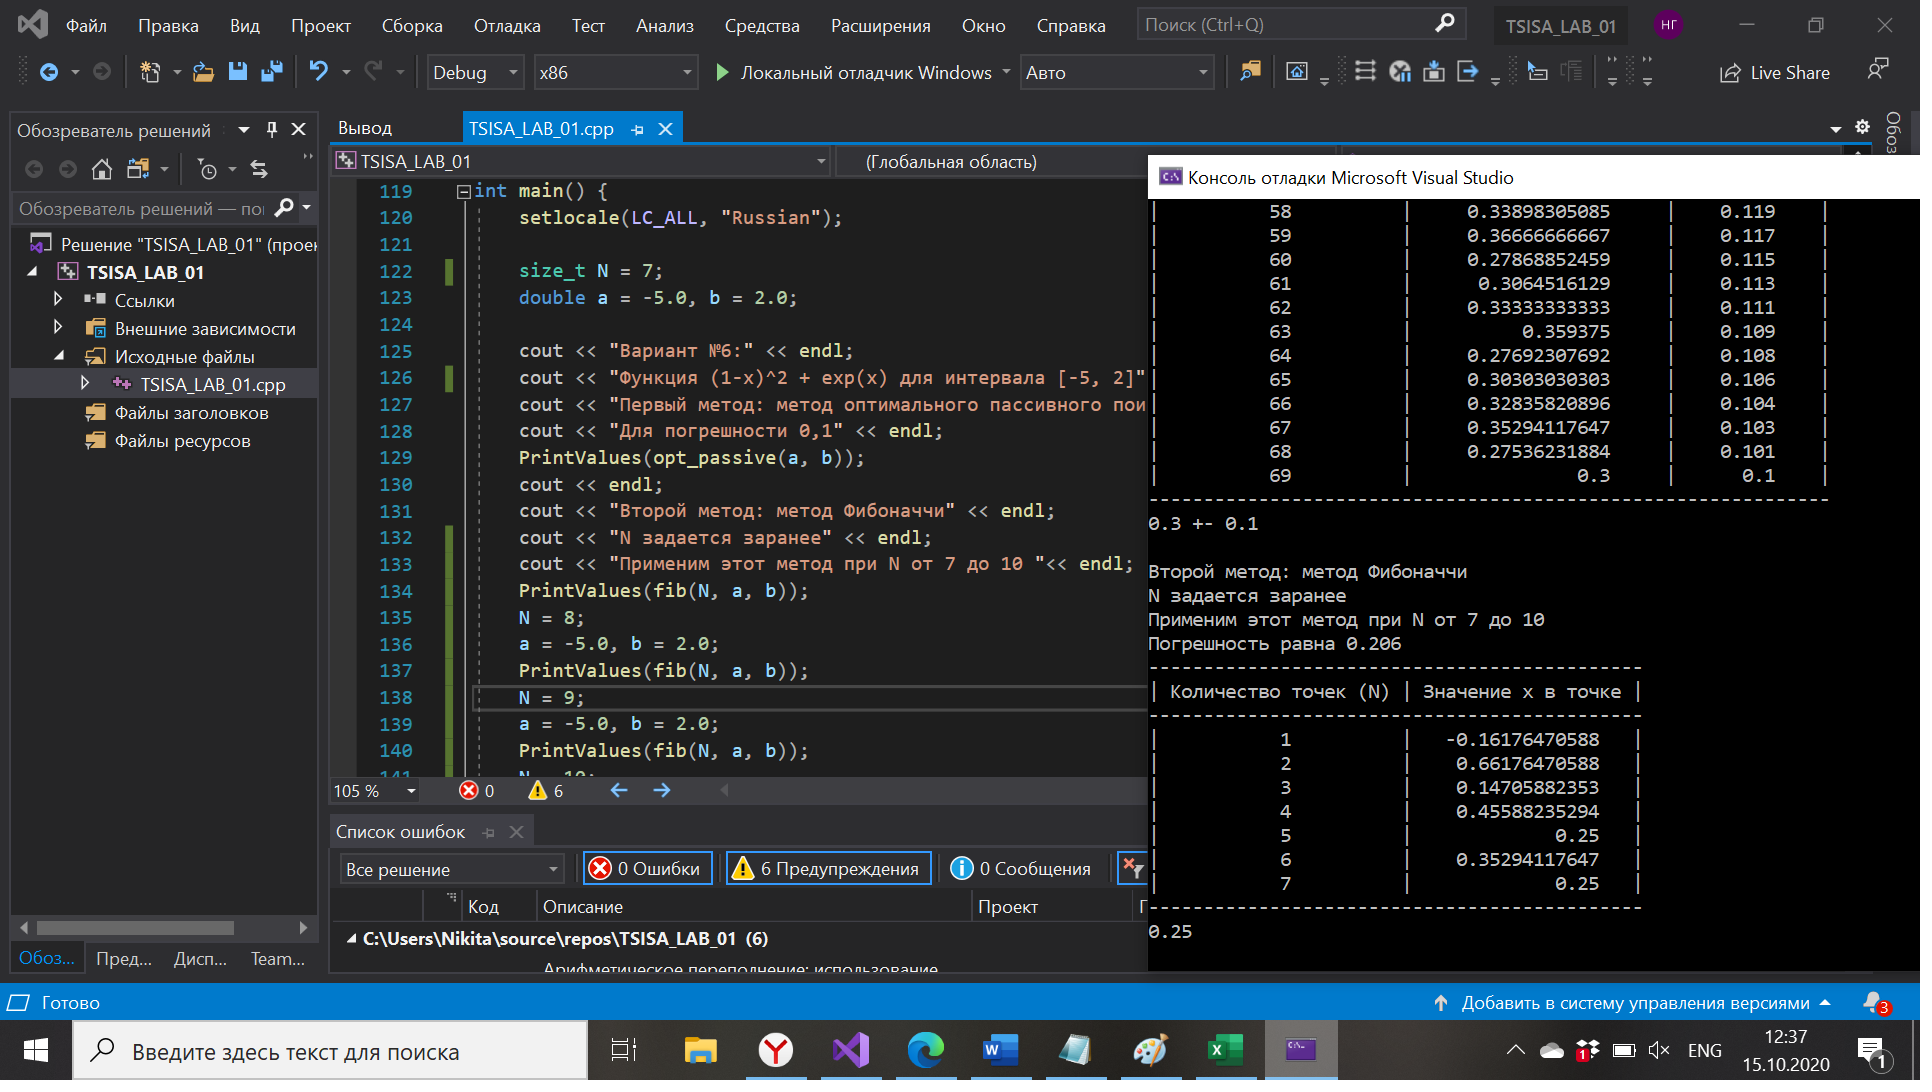 Файл Правка Вид Проект Сборка Отладка Тест Анализ Средства Расширения Окно Справка Поиск (Ctrl+Q) TSISA_LAB_01 НГ
Debug x86 Локальный отладчик Windows Авто Live Share
Обозреватель решений
Обозреватель решений — по
Решение "TSISA_LAB_01" (проек
TSISA_LAB_01
Ссылки
Внешние зависимости
Исходные файлы
TSISA_LAB_01.cpp
Файлы заголовков
Файлы ресурсов
Обоз... Пред... Дисп... Team...
Вывод TSISA_LAB_01.cpp
TSISA_LAB_01 (Глобальная область)
Обоз
119 int main() {
120 setlocale(LC_ALL, "Russian");
121
122 size_t N = 7;
123 double a = -5.0, b = 2.0;
124
125 cout << "Вариант №6:" << endl;
126 cout << "Функция (1-x)^2 + exp(x) для интервала [-5, 2]"
127 cout << "Первый метод: метод оптимального пассивного пои
128 cout << "Для погрешности 0,1" << endl;
129 PrintValues(opt_passive(a, b));
130 cout << endl;
131 cout << "Второй метод: метод Фибоначчи" << endl;
132 cout << "N задается заранее" << endl;
133 cout << "Применим этот метод при N от 7 до 10 "<< endl;
134 PrintValues(fib(N, a, b));
135 N = 8;
136 a = -5.0, b = 2.0;
137 PrintValues(fib(N, a, b));
138 N = 9;
139 a = -5.0, b = 2.0;
140 PrintValues(fib(N, a, b));
141 N = 10;
105 % 0 6
Список ошибок
Все решение 0 Ошибки 6 Предупреждения 0 Сообщения
Код Описание Проект
C:\Users\Nikita\source\repos\TSISA_LAB_01 (6)
Арифметическое переполнение: использование
Консоль отладки Microsoft Visual Studio
| 58 | 0.33898305085 | 0.119 |
| 59 | 0.36666666667 | 0.117 |
| 60 | 0.27868852459 | 0.115 |
| 61 | 0.3064516129 | 0.113 |
| 62 | 0.33333333333 | 0.111 |
| 63 | 0.359375 | 0.109 |
| 64 | 0.27692307692 | 0.108 |
| 65 | 0.30303030303 | 0.106 |
| 66 | 0.32835820896 | 0.104 |
| 67 | 0.35294117647 | 0.103 |
| 68 | 0.27536231884 | 0.101 |
| 69 | 0.3 | 0.1 |
0.3 +- 0.1
Второй метод: метод Фибоначчи
N задается заранее
Применим этот метод при N от 7 до 10
Погрешность равна 0.206
| Количество точек (N) | Значение x в точке |
| 1 | -0.16176470588 |
| 2 | 0.66176470588 |
| 3 | 0.14705882353 |
| 4 | 0.45588235294 |
| 5 | 0.25 |
| 6 | 0.35294117647 |
| 7 | 0.25 |
0.25
Готово Добавить в систему управления версиями 3
Введите здесь текст для поиска ENG 12:37
15.10.2020 1